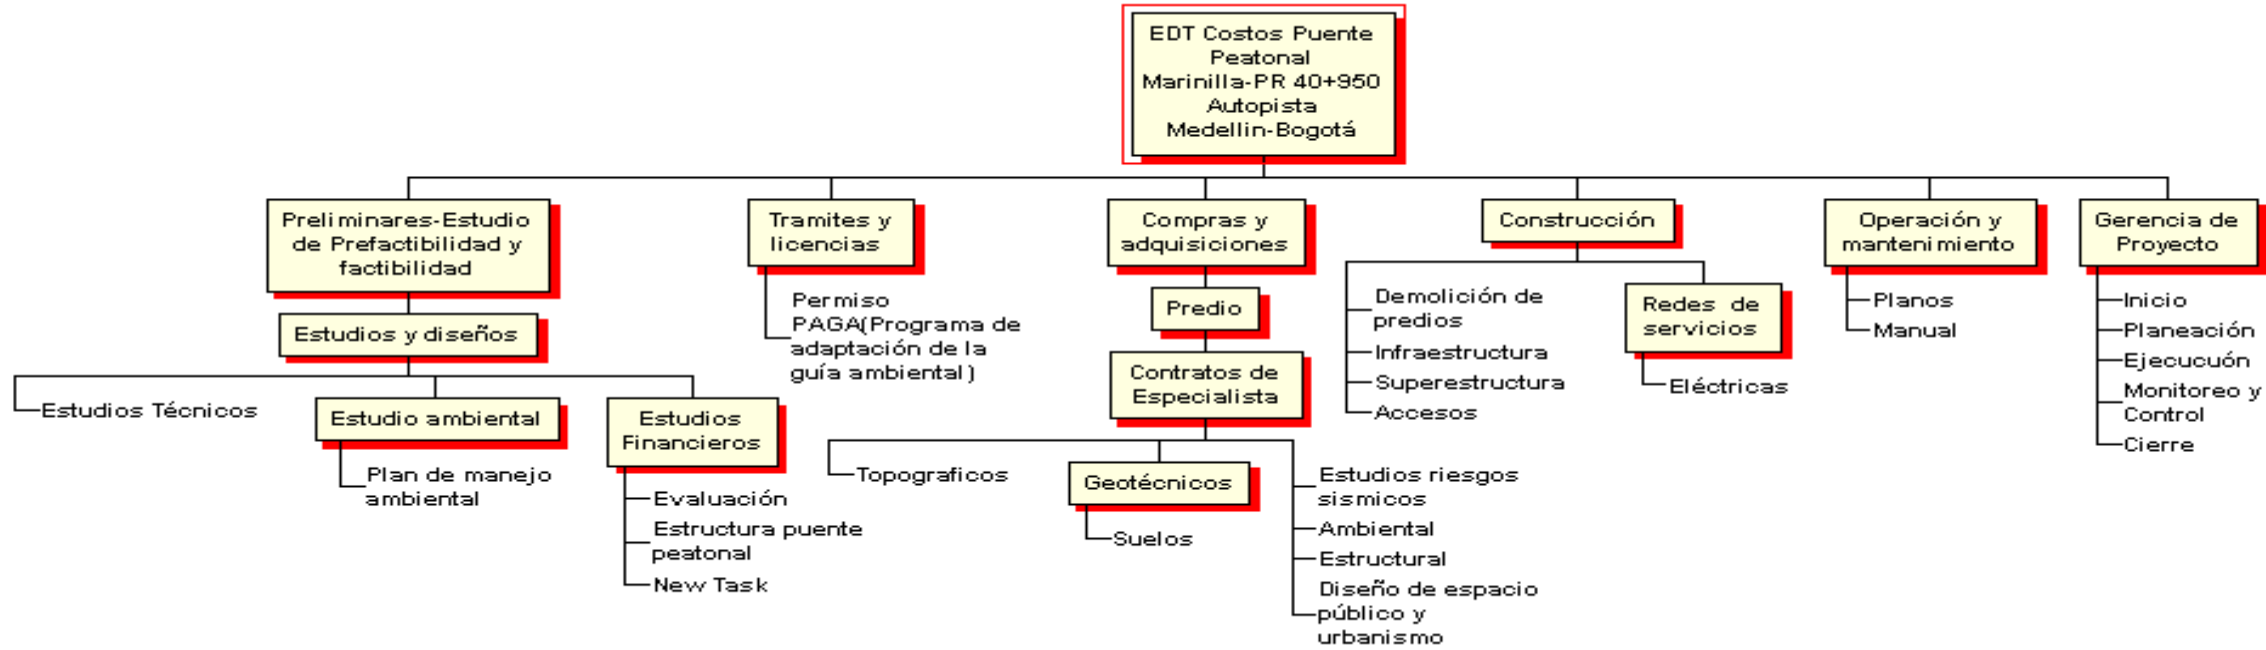 EDT Costos Puente
Peatonal
Marinilla-PR 40+950
Autopista
Medellin-Bogotá
Preliminares-Estudio
de Prefactibilidad y
factibilidad
Tramites y
licencias
Compras y
adquisiciones
Construcción
Operación y
mantenimiento
Gerencia de
Proyecto
Estudios y diseños
Estudios Técnicos
Estudio ambiental
Plan de manejo
ambiental
Estudios
Financieros
Evaluación
Estructura puente
peatonal
New Task
Permiso
PAGA(Programa de
adaptación de la
guía ambiental)
Predio
Contratos de
Especialista
Topograficos
Geotécnicos
Suelos
Estudios riesgos
sismicos
Ambiental
Estructural
Diseño de espacio
público y
urbanismo
Demolición de
predios
Infraestructura
Superestructura
Accesos
Redes de
servicios
Eléctricas
Planos
Manual
Inicio
Planeación
Ejecucuón
Monitoreo y
Control
Cierre